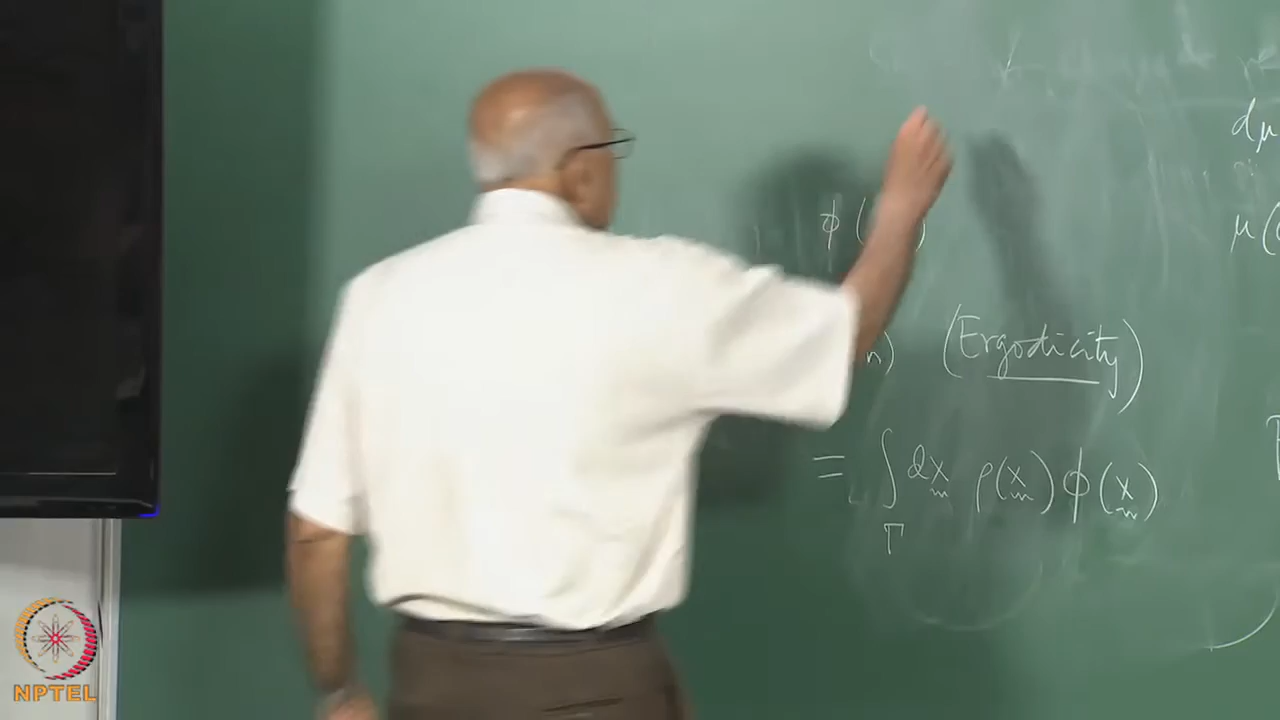 dμ
φ (
μ(
n) (Ergodicity)
= ∫ dx ρ(x) φ(x)
Γ
NPTEL